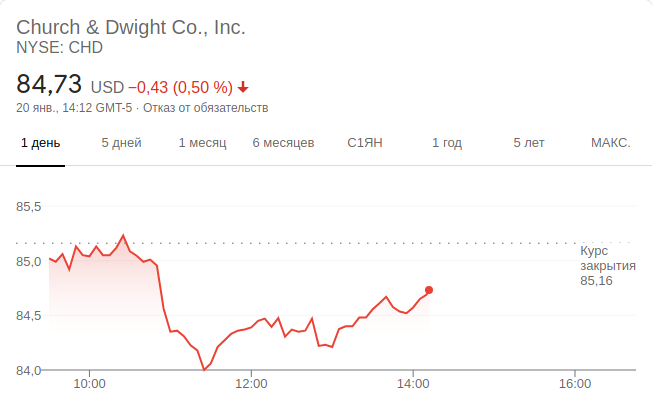 Church & Dwight Co., Inc.
NYSE: CHD
84,73 USD −0,43 (0,50 %)
20 янв., 14:12 GMT-5 · Отказ от обязательств
1 день 5 дней 1 месяц 6 месяцев С1ЯН 1 год 5 лет МАКС.
85,5
85,0
84,5
84,0
Курс
закрытия
85,16
10:00 12:00 14:00 16:00